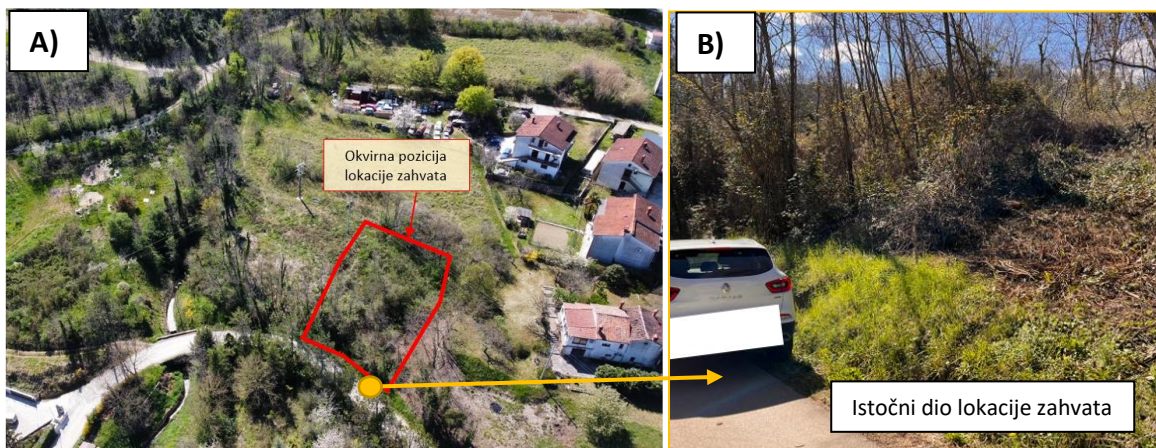 A)
Okvirna pozicija
lokacije zahvata
B)
Istočni dio lokacije zahvata